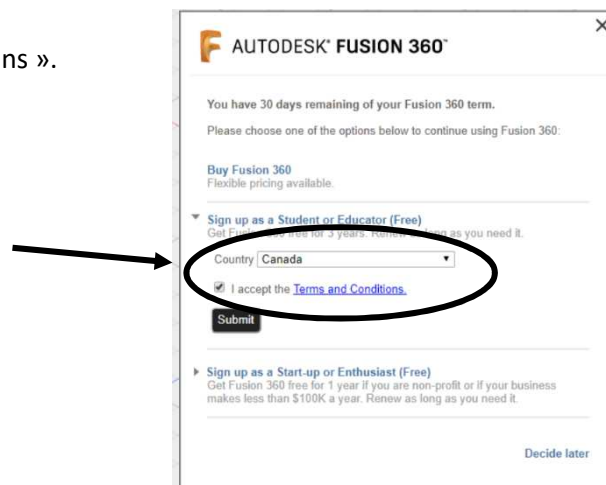 ns ».
AUTODESK® FUSION 360™
You have 30 days remaining of your Fusion 360 term.
Please choose one of the options below to continue using Fusion 360:
Buy Fusion 360
Flexible pricing available.
Sign up as a Student or Educator (Free)
Get Fusion 360 free for 3 years. Renew as long as you need it.
Country Canada
I accept the Terms and Conditions.
Submit
Sign up as a Start-up or Enthusiast (Free)
Get Fusion 360 free for 1 year if you are non-profit or if your business
makes less than $100K a year. Renew as long as you need it.
Decide later